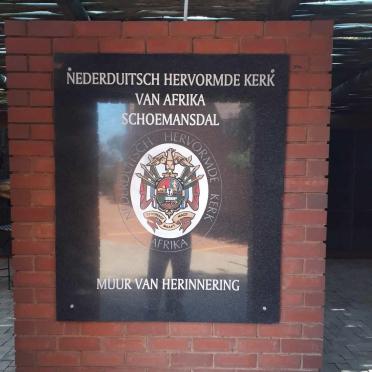 NEDERDUITSCH HERVORMDE KERK
VAN AFRIKA
SCHOEMANSDAL
NEDERDUITSCH HERVORMDE KERK
AFRIKA
MUUR VAN HERINNERING